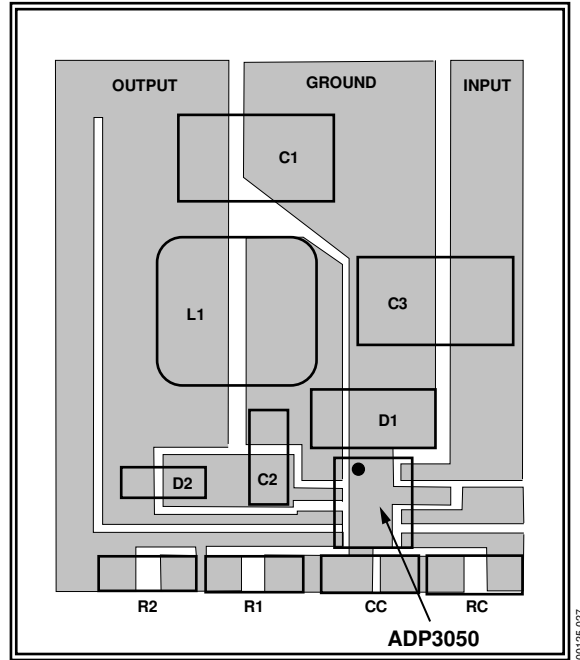 OUTPUT
GROUND
INPUT
C1
L1
C3
D1
D2
C2
R2
R1
CC
RC
ADP3050